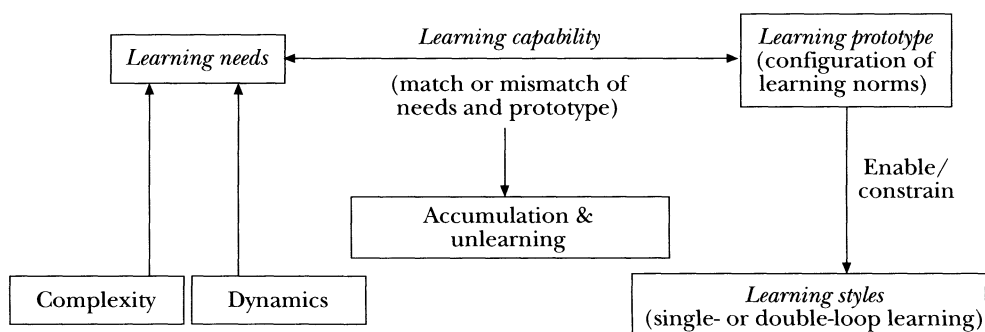 Learning capability
Learning needs
(match or mismatch of
needs and prototype)
Learning prototype
(configuration of
learning norms)
Enable/
constrain
Accumulation &
unlearning
Complexity
Dynamics
Learning styles
(single- or double-loop learning)